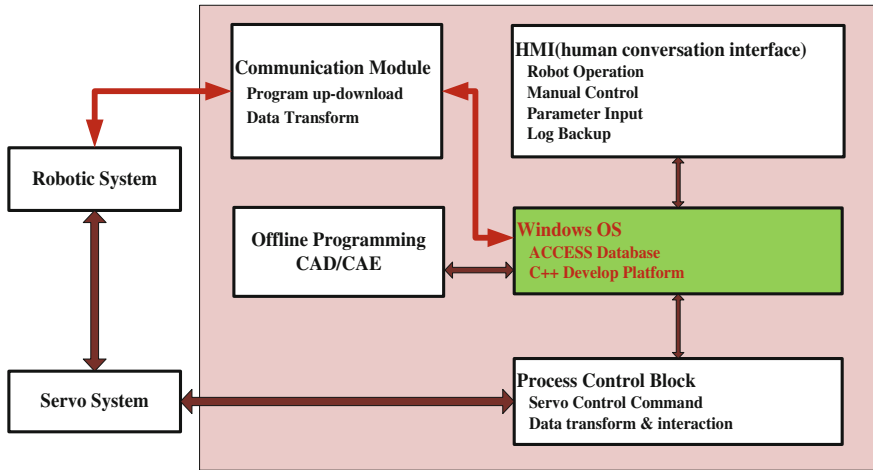 Communication Module
Program up-download
Data Transform
HMI(human conversation interface)
Robot Operation
Manual Control
Parameter Input
Log Backup
Robotic System
Offline Programming
CAD/CAE
Windows OS
ACCESS Database
C++ Develop Platform
Servo System
Process Control Block
Servo Control Command
Data transform & interaction